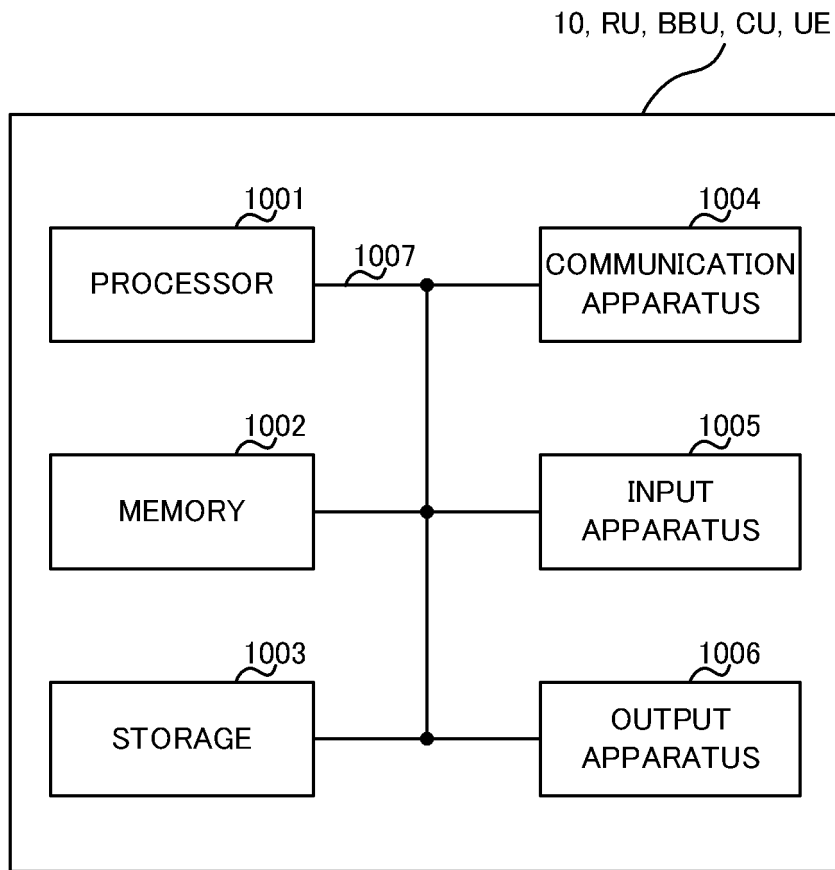 10, RU, BBU, CU, UE
1001
PROCESSOR
1007
1004
COMMUNICATION
APPARATUS
1002
MEMORY
1005
INPUT
APPARATUS
1003
STORAGE
1006
OUTPUT
APPARATUS